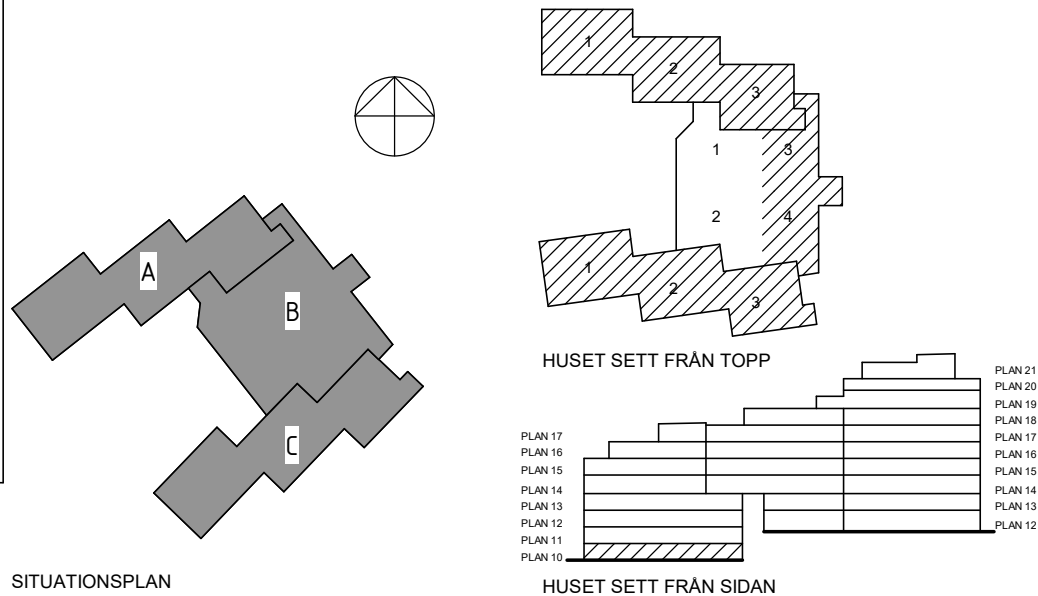 A
B
C
SITUATIONSPLAN
1
2
3
1
3
2
4
1
2
3
HUSET SETT FRÅN TOPP
PLAN 17
PLAN 16
PLAN 15
PLAN 14
PLAN 13
PLAN 12
PLAN 11
PLAN 10
PLAN 21
PLAN 20
PLAN 19
PLAN 18
PLAN 17
PLAN 16
PLAN 15
PLAN 14
PLAN 13
PLAN 12
HUSET SETT FRÅN SIDAN